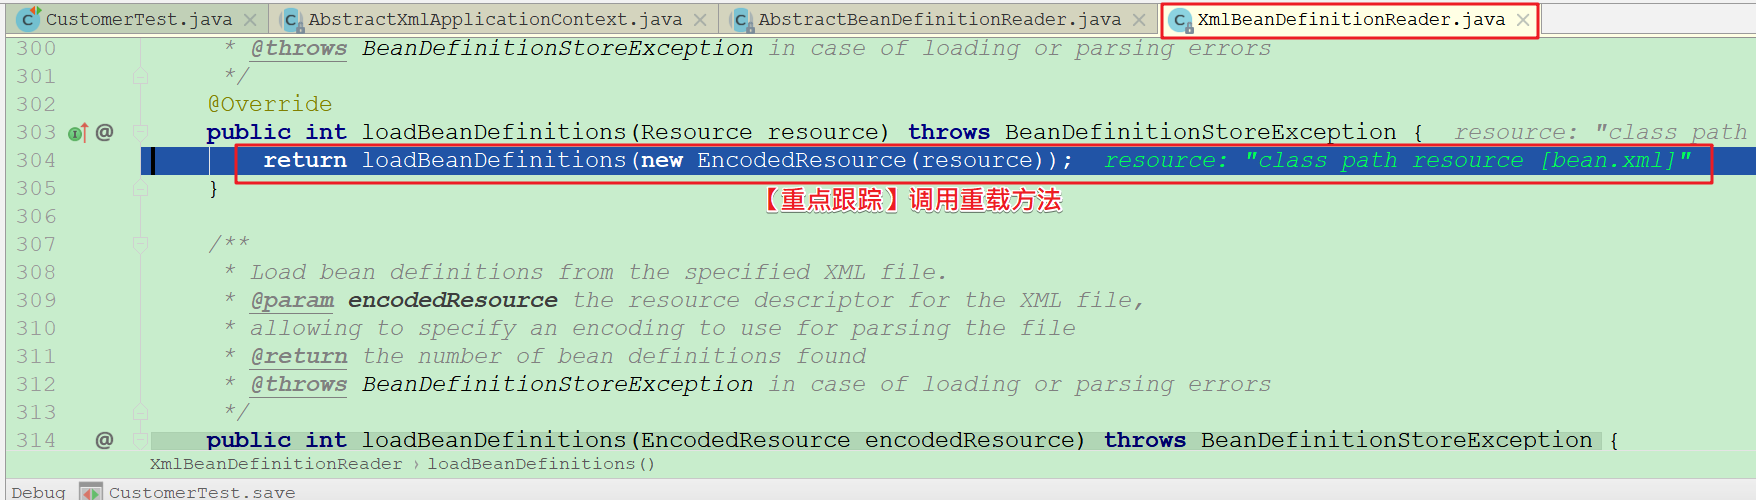 CustomerTest.java × AbstractXmlApplicationContext.java × AbstractBeanDefinitionReader.java × XmlBeanDefinitionReader.java ×
300 * @throws BeanDefinitionStoreException in case of loading or parsing errors
301 */
302 @Override
303 @ public int loadBeanDefinitions(Resource resource) throws BeanDefinitionStoreException { resource: "class path
304 return loadBeanDefinitions(new EncodedResource(resource)); resource: "class path resource [bean.xml]"
305 }
【重点跟踪】调用重载方法
306
307 /**
308 * Load bean definitions from the specified XML file.
309 * @param encodedResource the resource descriptor for the XML file,
310 * allowing to specify an encoding to use for parsing the file
311 * @return the number of bean definitions found
312 * @throws BeanDefinitionStoreException in case of loading or parsing errors
313 */
314 @ public int loadBeanDefinitions(EncodedResource encodedResource) throws BeanDefinitionStoreException {
XmlBeanDefinitionReader › loadBeanDefinitions()
Debug CustomerTest.save